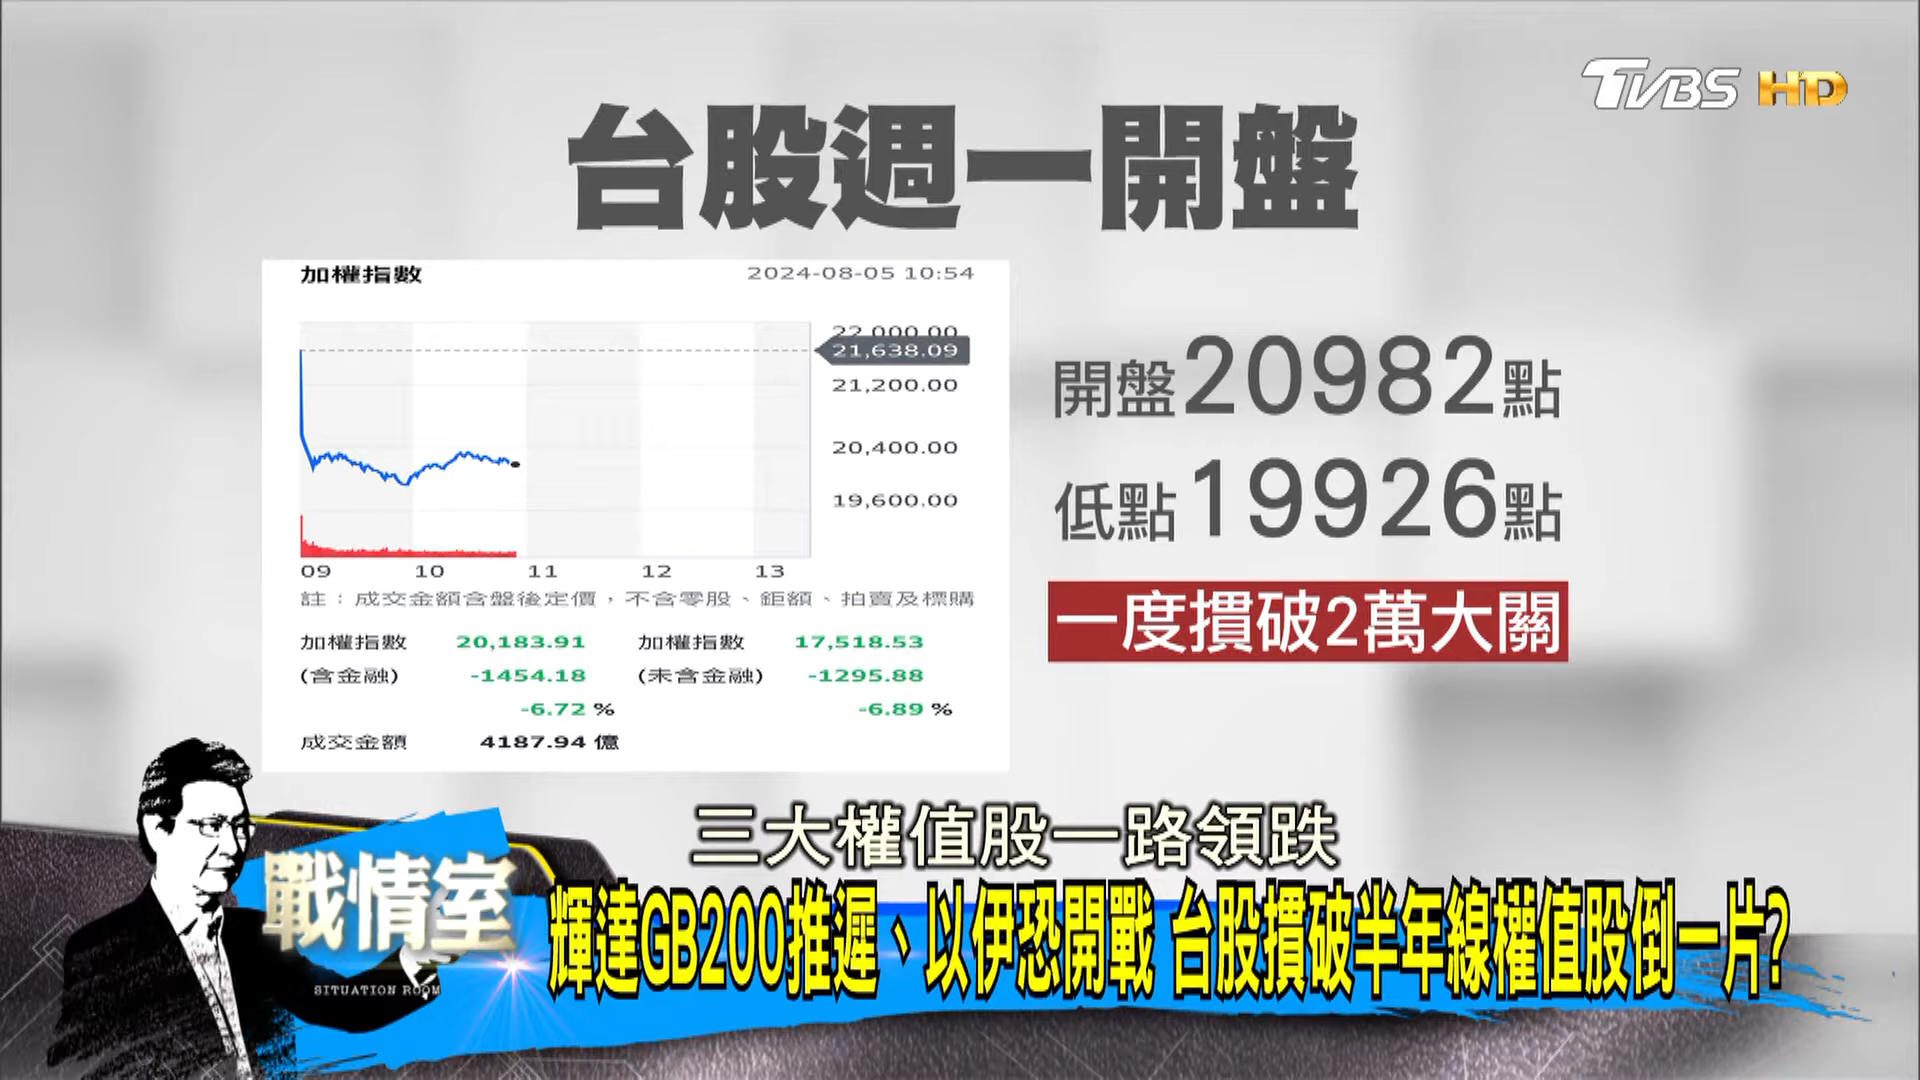 TVBS HD
台股週一開盤
加權指數 2024-08-05 10:54
22,000.00
21,638.09
21,200.00
20,400.00
19,600.00
09 10 11 12 13
註：成交金額含盤後定價，不含零股、鉅額、拍賣及標購
加權指數 20,183.91 加權指數 17,518.53
(含金融) -1454.18 (未含金融) -1295.88
-6.72 % -6.89 %
成交金額 4187.94 億
開盤20982點
低點19926點
一度摜破2萬大關
三大權值股一路領跌
戰情室
SITUATION ROOM
輝達GB200推遲、以伊恐開戰 台股摜破半年線權值股倒一片?